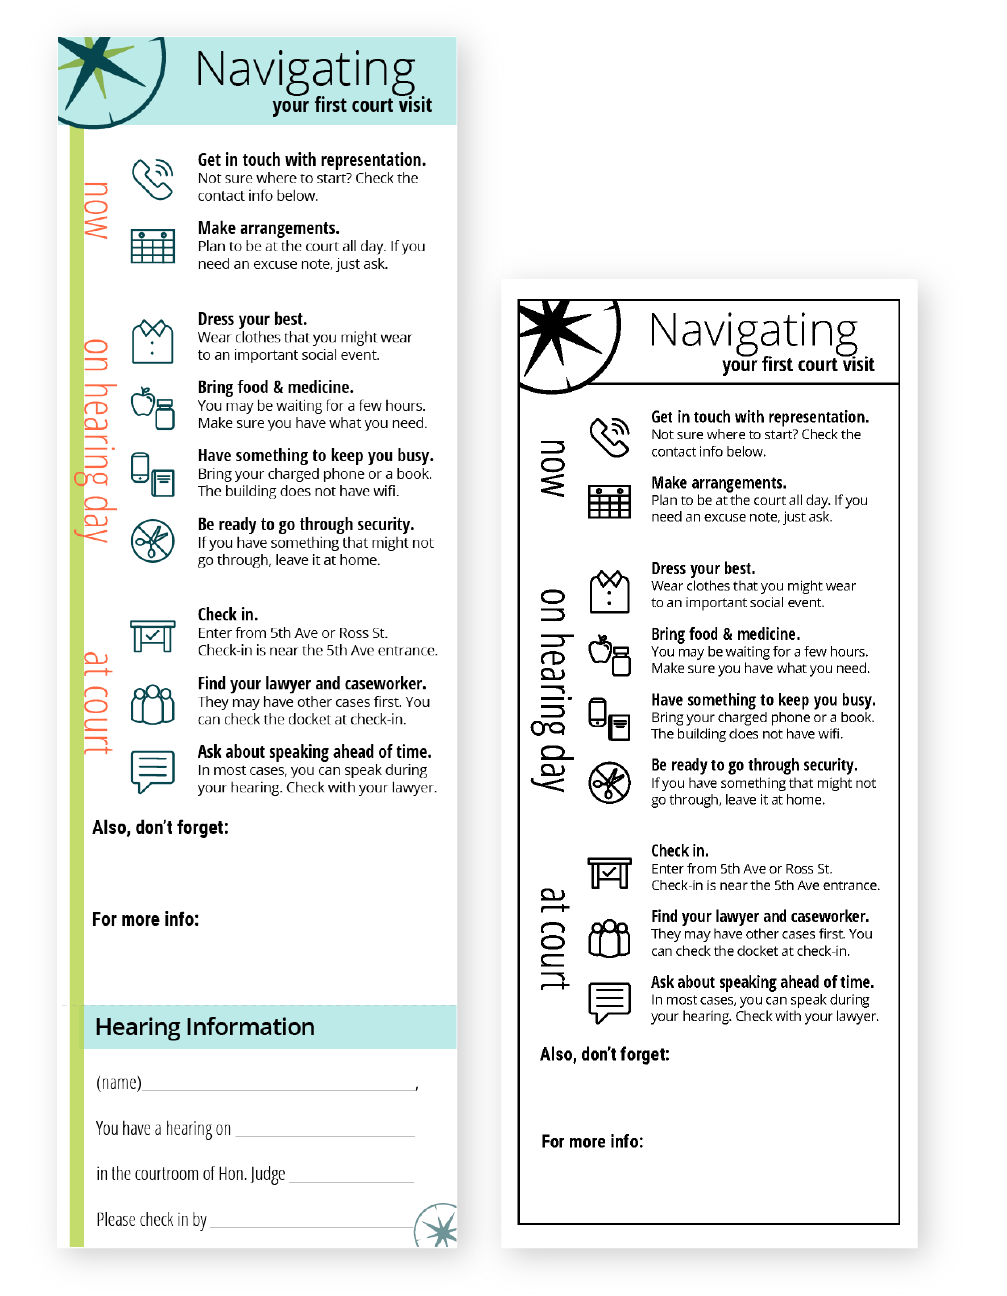 Navigating
your first court visit
now
Get in touch with representation.
Not sure where to start? Check the
contact info below.
Make arrangements.
Plan to be at the court all day. If you
need an excuse note, just ask.
on hearing day
Dress your best.
Wear clothes that you might wear
to an important social event.
Bring food & medicine.
You may be waiting for a few hours.
Make sure you have what you need.
Have something to keep you busy.
Bring your charged phone or a book.
The building does not have wifi.
Be ready to go through security.
If you have something that might not
go through, leave it at home.
at court
Check in.
Enter from 5th Ave or Ross St.
Check-in is near the 5th Ave entrance.
Find your lawyer and caseworker.
They may have other cases first. You
can check the docket at check-in.
Ask about speaking ahead of time.
In most cases, you can speak during
your hearing. Check with your lawyer.
Also, don't forget:
For more info:
Hearing Information
(name)____________________,
You have a hearing on ____________________
in the courtroom of Hon. Judge ____________________
Please check in by ____________________
Navigating
your first court visit
now
Get in touch with representation.
Not sure where to start? Check the
contact info below.
Make arrangements.
Plan to be at the court all day. If you
need an excuse note, just ask.
on hearing day
Dress your best.
Wear clothes that you might wear
to an important social event.
Bring food & medicine.
You may be waiting for a few hours.
Make sure you have what you need.
Have something to keep you busy.
Bring your charged phone or a book.
The building does not have wifi.
Be ready to go through security.
If you have something that might not
go through, leave it at home.
at court
Check in.
Enter from 5th Ave or Ross St.
Check-in is near the 5th Ave entrance.
Find your lawyer and caseworker.
They may have other cases first. You
can check the docket at check-in.
Ask about speaking ahead of time.
In most cases, you can speak during
your hearing. Check with your lawyer.
Also, don't forget:
For more info: